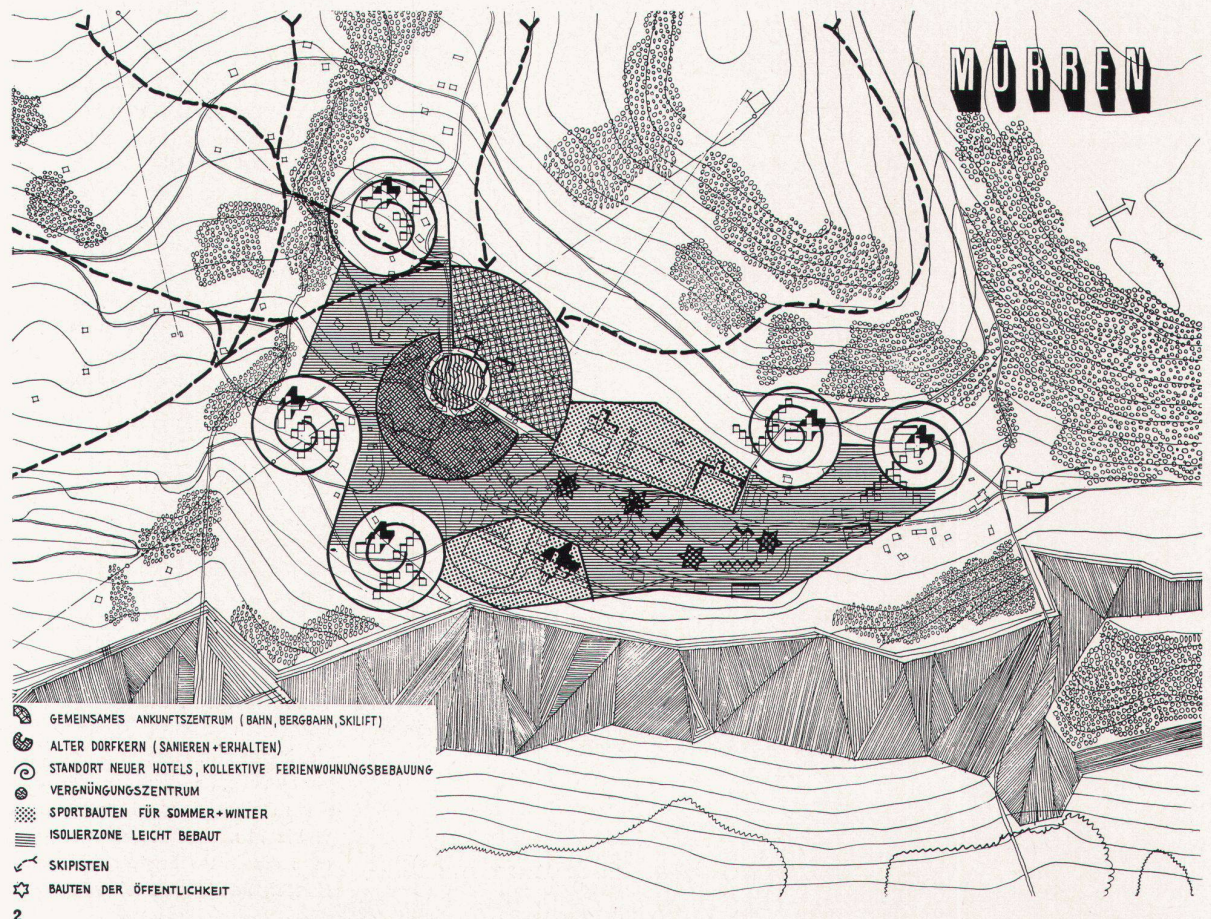 MÜRREN
GEMEINSAMES ANKUNFTSZENTRUM (BAHN, BERGBAHN, SKILIFT)
ALTER DORFKERN (SANIEREN + ERHALTEN)
STANDORT NEUER HOTELS, KOLLEKTIVE FERIENWOHNUNGSBEBAUUNG
VERGNÜNGUNGSZENTRUM
SPORTBAUTEN FÜR SOMMER + WINTER
ISOLIERZONE LEICHT BEBAUT
SKIPISTEN
BAUTEN DER ÖFFENTLICHKEIT
2